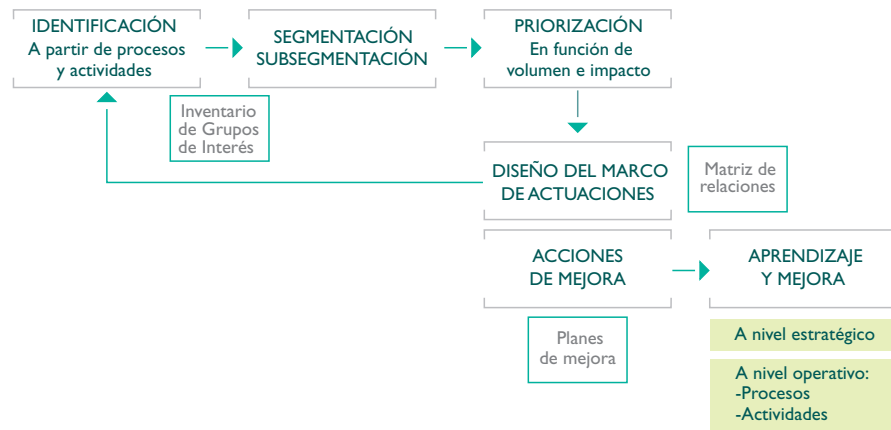 IDENTIFICACIÓN
A partir de procesos
y actividades
SEGMENTACIÓN
SUBSEGMENTACIÓN
PRIORIZACIÓN
En función de
volumen e impacto
Inventario
de Grupos
de Interés
DISEÑO DEL MARCO
DE ACTUACIONES
Matriz de
relaciones
ACCIONES
DE MEJORA
APRENDIZAJE
Y MEJORA
Planes
de mejora
A nivel estratégico
A nivel operativo:
-Procesos
-Actividades